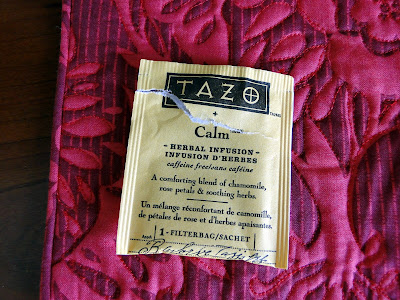 TAZO
Calm
- HERBAL INFUSION -
INFUSION D'HERBES
caffeine free/sans caféine
A comforting blend of chamomile,
rose petals & soothing herbs.
Un mélange réconfortant de camomille,
de pétales de rose et d'herbes apaisantes.
1-FILTERBAG/SACHET